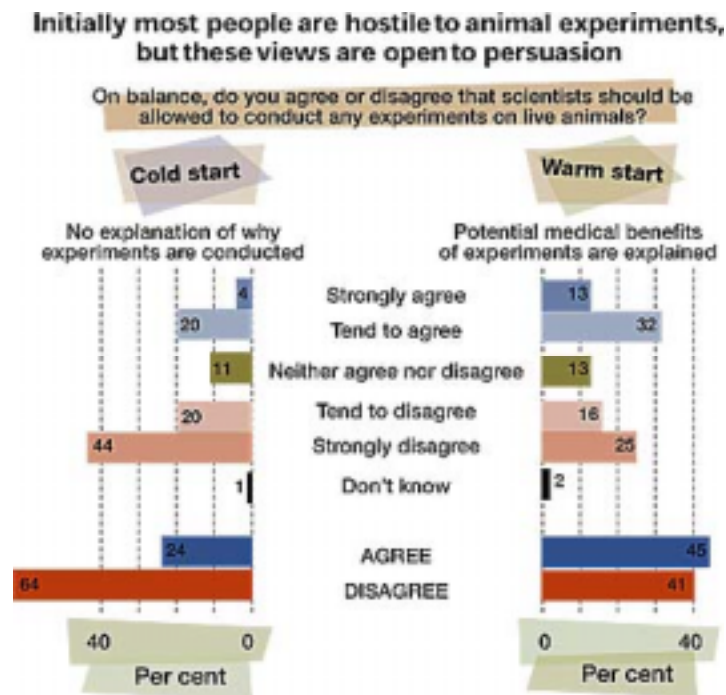 Initially most people are hostile to animal experiments,
but these views are open to persuasion
On balance, do you agree or disagree that scientists should be
allowed to conduct any experiments on live animals?
Cold start
Warm start
No explanation of why
experiments are conducted
Potential medical benefits
of experiments are explained
4 Strongly agree 13
20 Tend to agree 32
11 Neither agree nor disagree 13
20 Tend to disagree 16
44 Strongly disagree 25
1 Don't know 2
24 AGREE 45
64 DISAGREE 41
40 0 0 40
Per cent Per cent